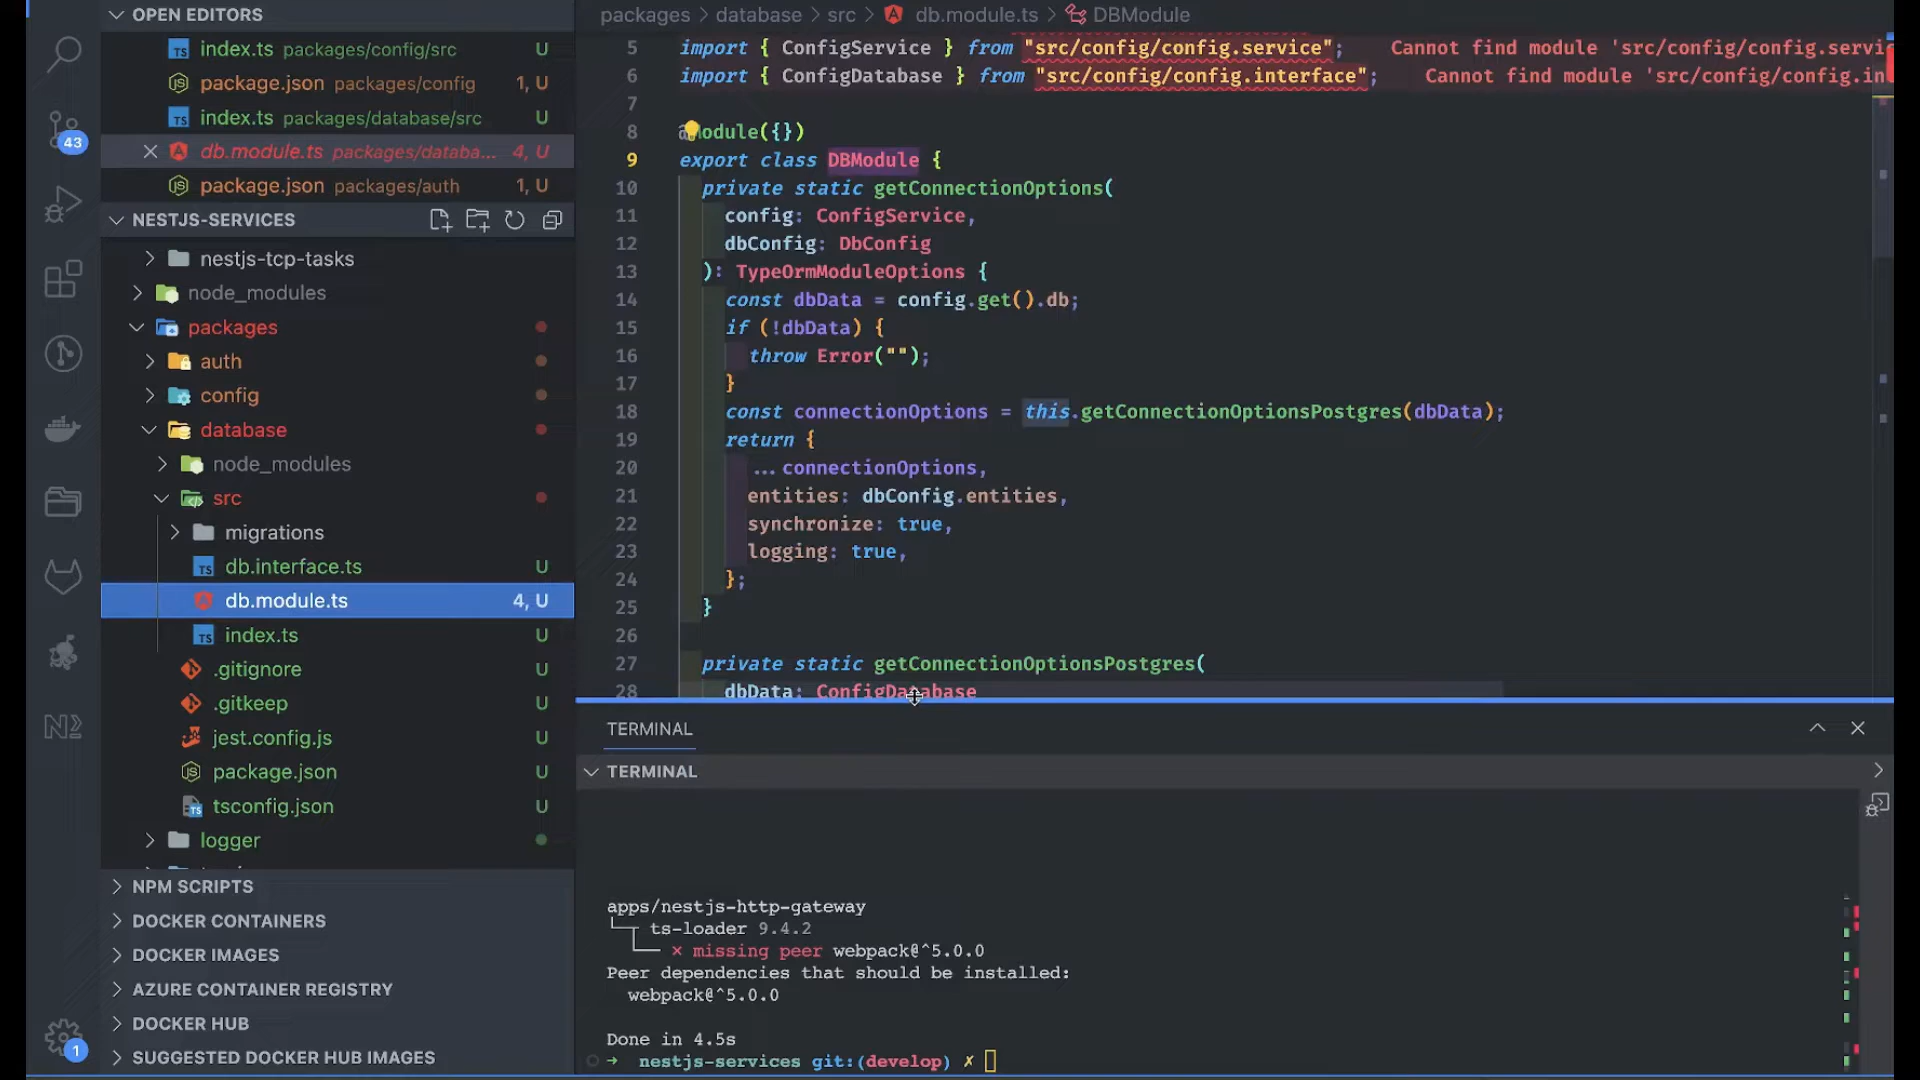 OPEN EDITORS
index.ts packages/config/src U
package.json packages/config 1, U
index.ts packages/database/src U
db.module.ts packages/databa... 4, U
package.json packages/auth 1, U
NESTJS-SERVICES
nestjs-tcp-tasks
node_modules
packages
auth
config
database
node_modules
src
migrations
db.interface.ts U
db.module.ts 4, U
index.ts U
.gitignore U
.gitkeep U
jest.config.js U
package.json U
tsconfig.json U
logger
NPM SCRIPTS
DOCKER CONTAINERS
DOCKER IMAGES
AZURE CONTAINER REGISTRY
DOCKER HUB
SUGGESTED DOCKER HUB IMAGES
43
1
packages > database > src > db.module.ts > DBModule
5 import { ConfigService } from "src/config/config.service"; Cannot find module 'src/config/config.servi
6 import { ConfigDatabase } from "src/config/config.interface"; Cannot find module 'src/config/config.in
7
8 @Module({})
9 export class DBModule {
10 private static getConnectionOptions(
11 config: ConfigService,
12 dbConfig: DbConfig
13 ): TypeOrmModuleOptions {
14 const dbData = config.get().db;
15 if (!dbData) {
16 throw Error("");
17 }
18 const connectionOptions = this.getConnectionOptionsPostgres(dbData);
19 return {
20 ...connectionOptions,
21 entities: dbConfig.entities,
22 synchronize: true,
23 logging: true,
24 };
25 }
26
27 private static getConnectionOptionsPostgres(
28 dbData: ConfigDatabase
TERMINAL
TERMINAL
apps/nestjs-http-gateway
└─┬ ts-loader 9.4.2
└── ✕ missing peer webpack@^5.0.0
Peer dependencies that should be installed:
webpack@^5.0.0
Done in 4.5s
→ nestjs-services git:(develop) ✗